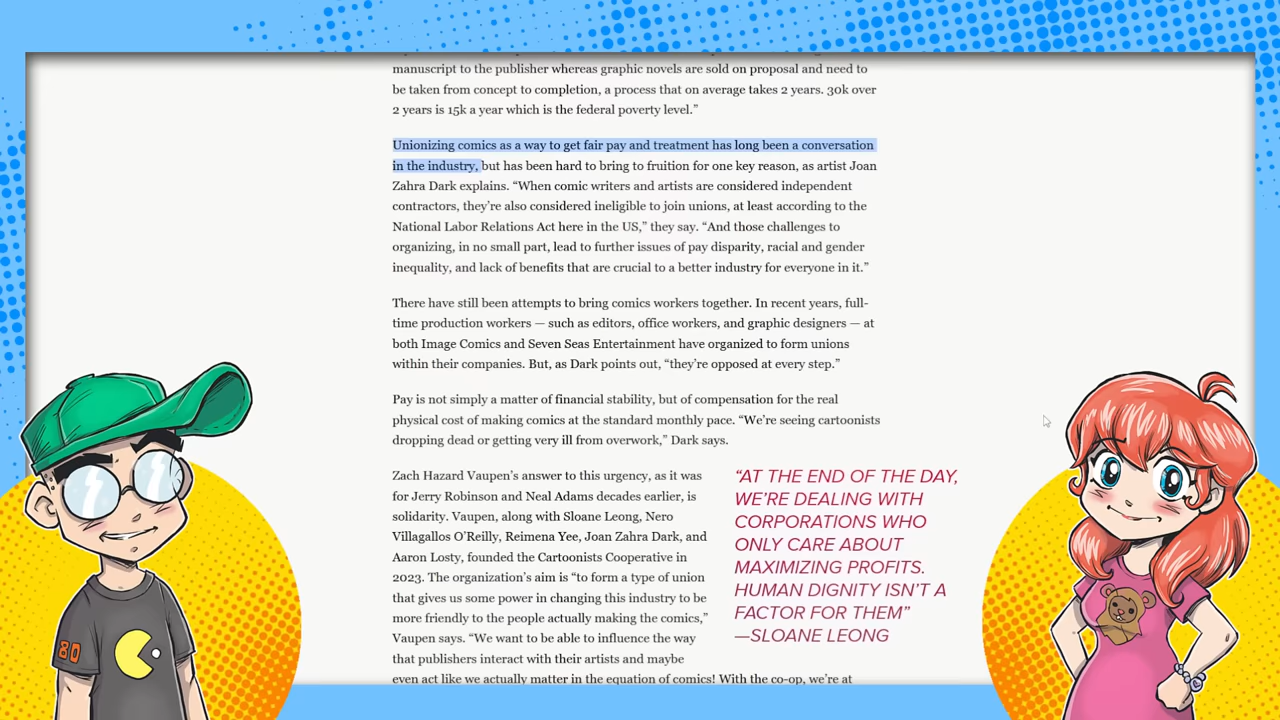 manuscript to the publisher whereas graphic novels are sold on proposal and need to
be taken from concept to completion, a process that on average takes 2 years. 30k over
2 years is 15k a year which is the federal poverty level.”
Unionizing comics as a way to get fair pay and treatment has long been a conversation
in the industry, but has been hard to bring to fruition for one key reason, as artist Joan
Zahra Dark explains. “When comic writers and artists are considered independent
contractors, they’re also considered ineligible to join unions, at least according to the
National Labor Relations Act here in the US,” they say. “And those challenges to
organizing, in no small part, lead to further issues of pay disparity, racial and gender
inequality, and lack of benefits that are crucial to a better industry for everyone in it.”
There have still been attempts to bring comics workers together. In recent years, full-
time production workers — such as editors, office workers, and graphic designers — at
both Image Comics and Seven Seas Entertainment have organized to form unions
within their companies. But, as Dark points out, “they’re opposed at every step.”
Pay is not simply a matter of financial stability, but of compensation for the real
physical cost of making comics at the standard monthly pace. “We’re seeing cartoonists
dropping dead or getting very ill from overwork,” Dark says.
Zach Hazard Vaupen’s answer to this urgency, as it was
for Jerry Robinson and Neal Adams decades earlier, is
solidarity. Vaupen, along with Sloane Leong, Nero
Villagallos O’Reilly, Reimena Yee, Joan Zahra Dark, and
Aaron Losty, founded the Cartoonists Cooperative in
2023. The organization’s aim is “to form a type of union
that gives us some power in changing this industry to be
more friendly to the people actually making the comics,”
Vaupen says. “We want to be able to influence the way
that publishers interact with their artists and maybe
even act like we actually matter in the equation of comics! With the co-op, we’re at
“AT THE END OF THE DAY,
WE’RE DEALING WITH
CORPORATIONS WHO
ONLY CARE ABOUT
MAXIMIZING PROFITS.
HUMAN DIGNITY ISN’T A
FACTOR FOR THEM”
—SLOANE LEONG
80